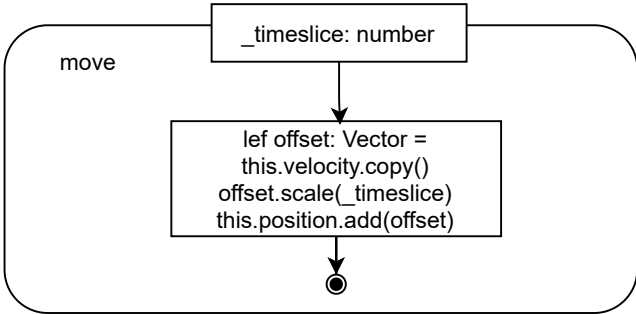 _timeslice: number
move
lef offset: Vector =
this.velocity.copy()
offset.scale(_timeslice)
this.position.add(offset)